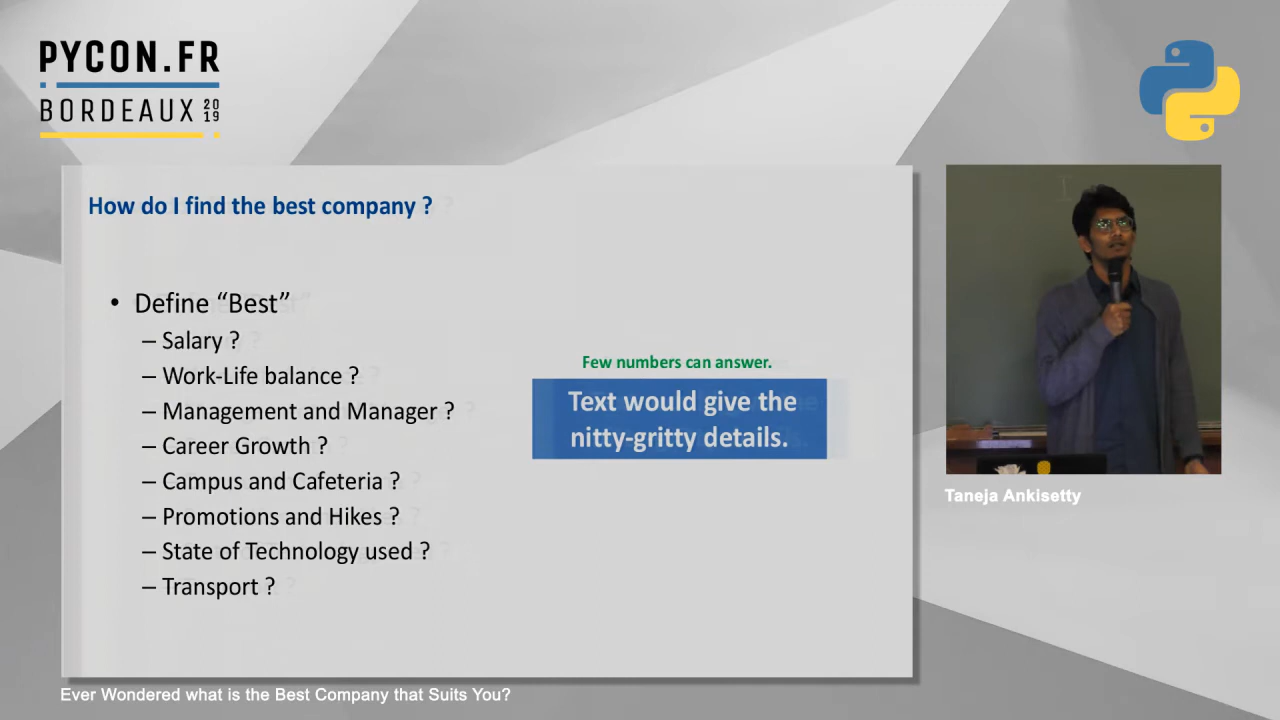 PYCON.FR
BORDEAUX 2019
How do I find the best company ?
• Define “Best”
– Salary ?
– Work-Life balance ?
– Management and Manager ?
– Career Growth ?
– Campus and Cafeteria ?
– Promotions and Hikes ?
– State of Technology used ?
– Transport ?
Few numbers can answer.
Text would give the
nitty-gritty details.
Taneja Ankisetty
Ever Wondered what is the Best Company that Suits You?